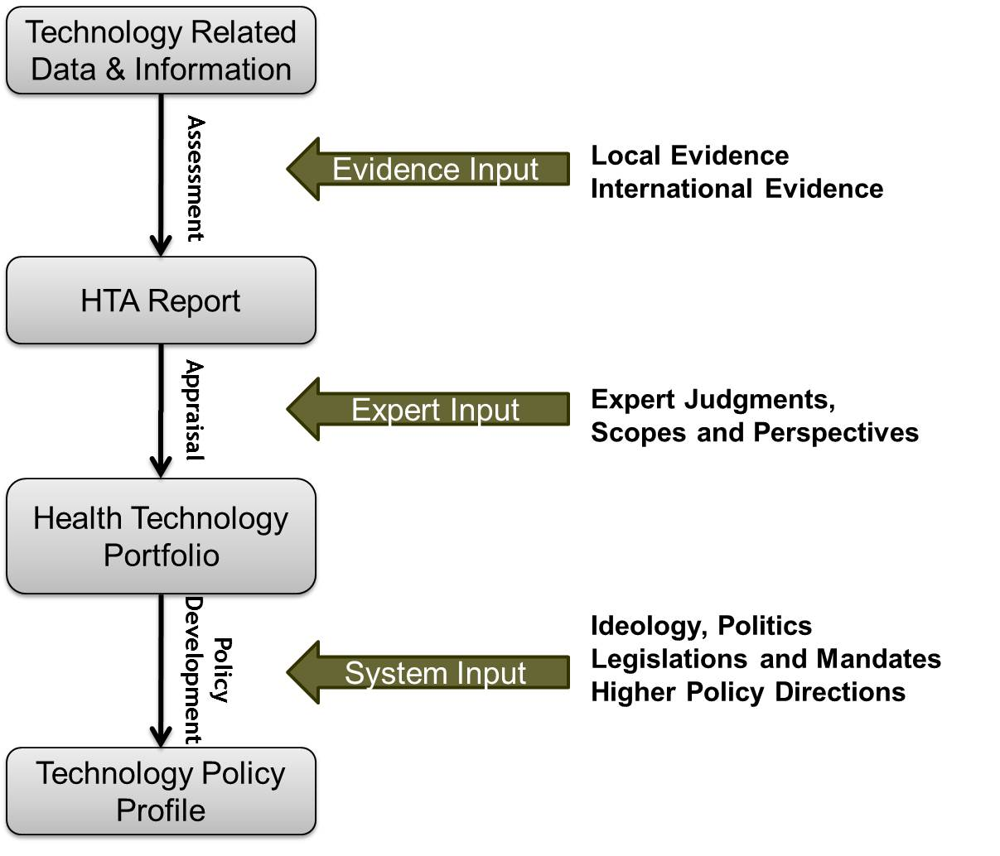 Technology Related
Data & Information
Assessment
Evidence Input
Local Evidence
International Evidence
HTA Report
Appraisal
Expert Input
Expert Judgments,
Scopes and Perspectives
Health Technology
Portfolio
Policy
Development
System Input
Ideology, Politics
Legislations and Mandates
Higher Policy Directions
Technology Policy
Profile